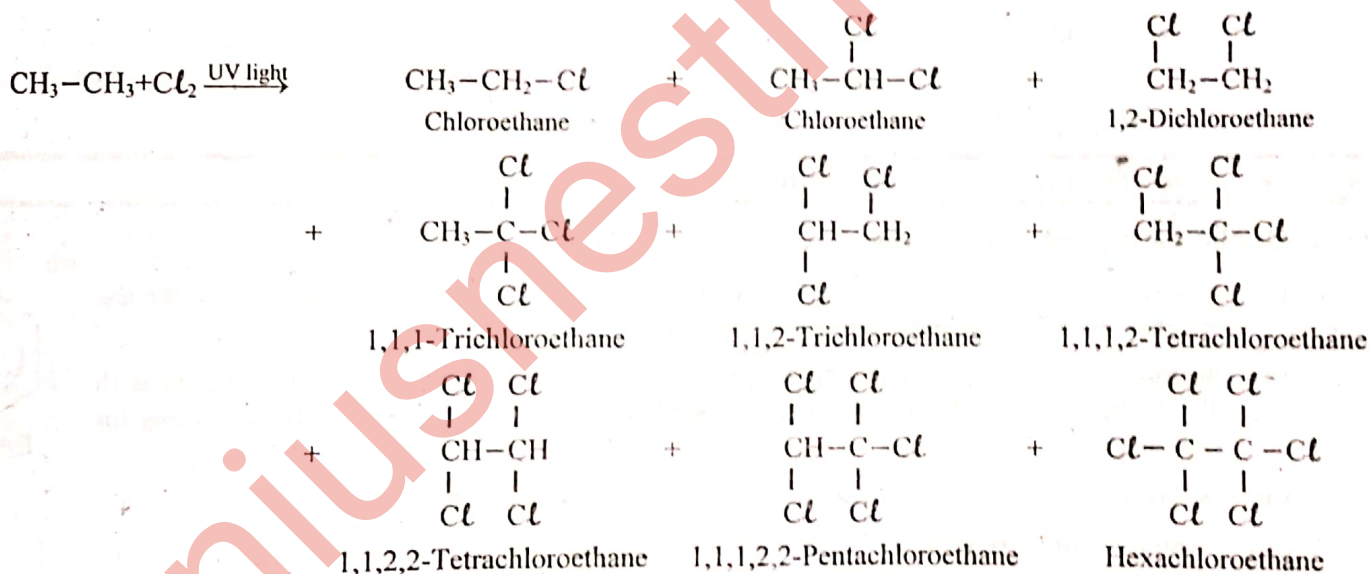 CH₃−CH₃+Cl₂ UV light CH₃−CH₂−Cl + CH₃−CH−Cl + CH₂−CH₂
Cl Cl Cl
Chloroethane Chloroethane 1,2-Dichloroethane
Cl Cl Cl Cl Cl
+ CH₃−C−Cl + CH−CH₂ + CH₂−C−Cl
Cl Cl Cl
1,1,1-Trichloroethane 1,1,2-Trichloroethane 1,1,1,2-Tetrachloroethane
Cl Cl Cl Cl Cl Cl
+ CH−CH + CH−C−Cl + Cl−C−C−Cl
Cl Cl Cl Cl Cl Cl
1,1,2,2-Tetrachloroethane 1,1,1,2,2-Pentachloroethane Hexachloroethane
niusnest